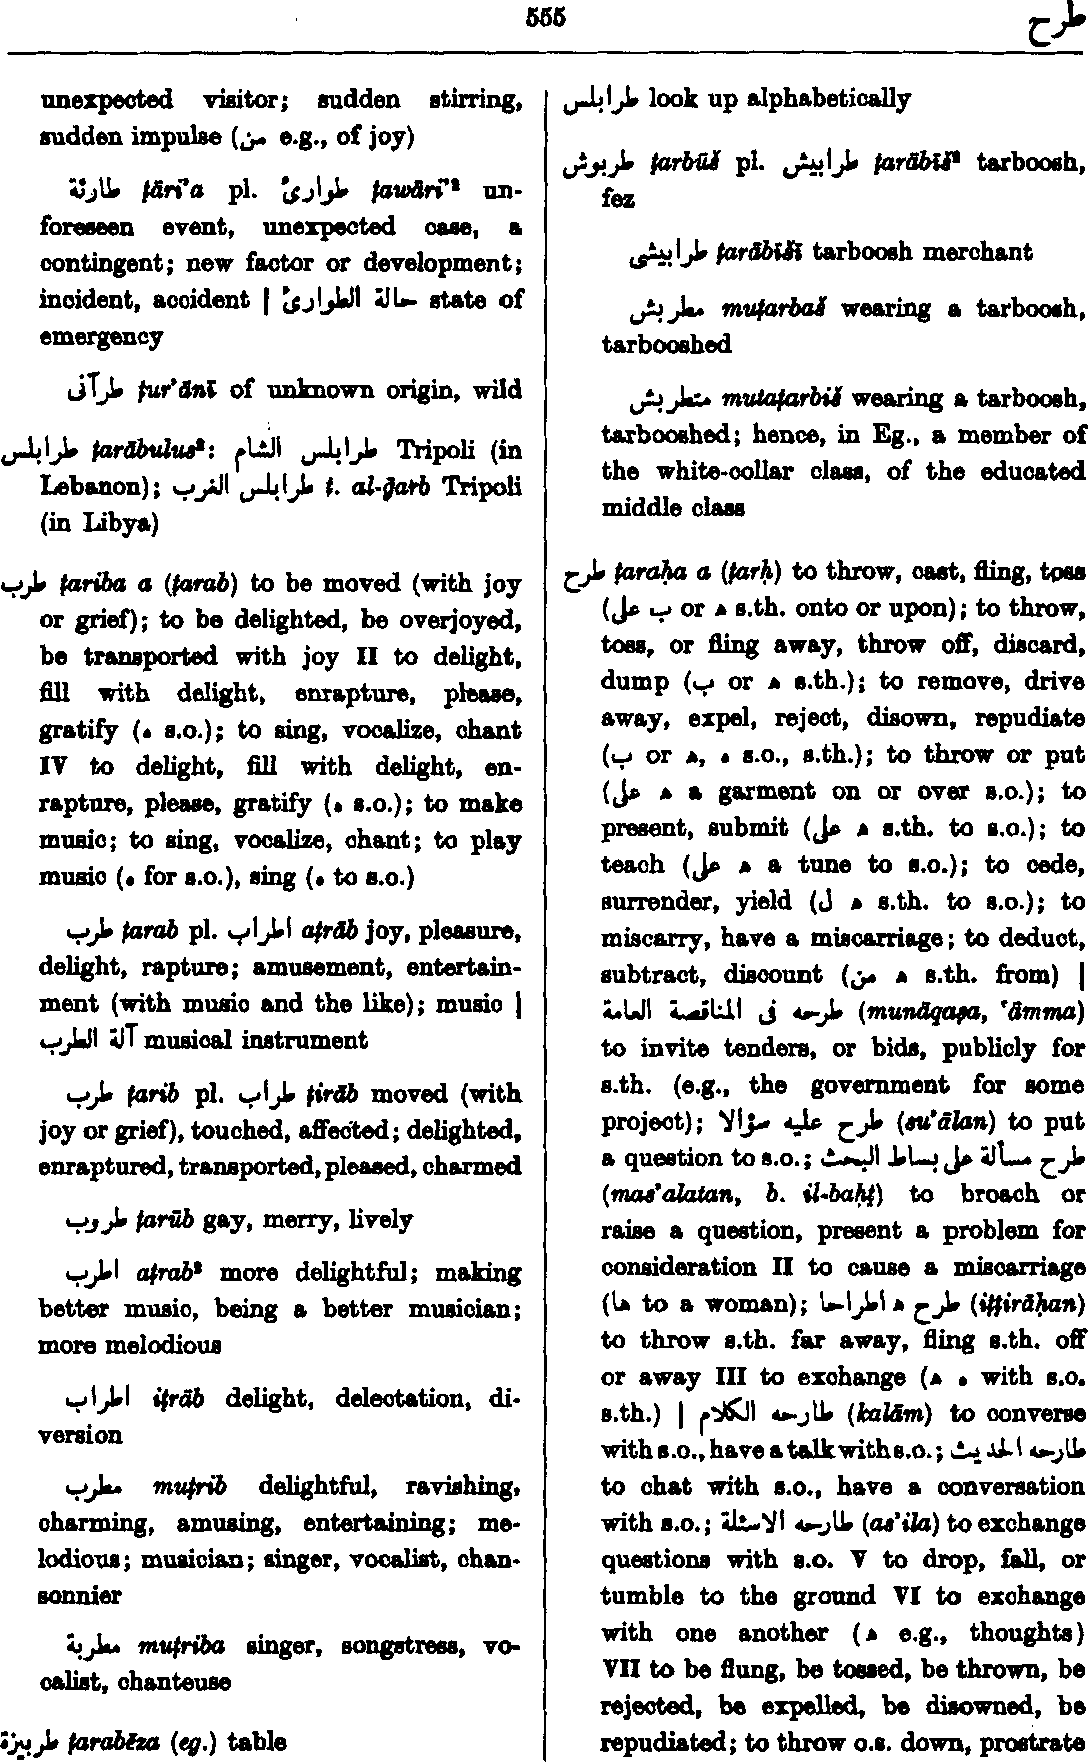 555
طرح
unexpected visitor; sudden stirring,
sudden impulse (من e.g., of joy)
طارئة ṭāri'a pl. طوارئ ṭawāri'² un-
foreseen event, unexpected case, a
contingent; new factor or development;
incident, accident | حالة الطوارئ state of
emergency
طرآنى ṭur'ānī of unknown origin, wild
طرابلس ṭarābulus²: طرابلس الشام Tripoli (in
Lebanon); طرابلس الغرب ṭ. al-ḡarb Tripoli
(in Libya)
طرب ṭariba a (ṭarab) to be moved (with joy
or grief); to be delighted, be overjoyed,
be transported with joy II to delight,
fill with delight, enrapture, please,
gratify (ه s.o.); to sing, vocalize, chant
IV to delight, fill with delight, en-
rapture, please, gratify (ه s.o.); to make
music; to sing, vocalize, chant; to play
music (ه for s.o.), sing (ه to s.o.)
طرب ṭarab pl. اطراب aṭrāb joy, pleasure,
delight, rapture; amusement, entertain-
ment (with music and the like); music |
آلة الطرب musical instrument
طرب ṭarib pl. طراب ṭirāb moved (with
joy or grief), touched, affected; delighted,
enraptured, transported, pleased, charmed
طروب ṭarūb gay, merry, lively
اطرب aṭrab² more delightful; making
better music, being a better musician;
more melodious
اطراب iṭrāb delight, delectation, di-
version
مطرب muṭrib delightful, ravishing,
charming, amusing, entertaining; me-
lodious; musician; singer, vocalist, chan-
sonnier
مطربة muṭriba singer, songstress, vo-
calist, chanteuse
طربيزة ṭarabēza (eg.) table
طرابلس look up alphabetically
طربوش ṭarbūš pl. طرابيش ṭarābīš² tarboosh,
fez
طرابيشى ṭarābīšī tarboosh merchant
مطربش muṭarbaš wearing a tarboosh,
tarbooshed
متطربش mutaṭarbiš wearing a tarboosh,
tarbooshed; hence, in Eg., a member of
the white-collar class, of the educated
middle class
طرح ṭaraḥa a (ṭarḥ) to throw, cast, fling, toss
(على ب or ه s.th. onto or upon); to throw,
toss, or fling away, throw off, discard,
dump (ب or ه s.th.); to remove, drive
away, expel, reject, disown, repudiate
(ب or ه, ه s.o., s.th.); to throw or put
(على ه a garment on or over s.o.); to
present, submit (على ه s.th. to s.o.); to
teach (على ه a tune to s.o.); to cede,
surrender, yield (ل ه s.th. to s.o.); to
miscarry, have a miscarriage; to deduct,
subtract, discount (من ه s.th. from) |
طرحه فى المناقصة العامة (munāqaṣa, 'āmma)
to invite tenders, or bids, publicly for
s.th. (e.g., the government for some
project); طرح عليه سؤالا (su'ālan) to put
a question to s.o.; طرح مسألة على بساط البحث
(mas'alatan, b. il-baḥṯ) to broach or
raise a question, present a problem for
consideration II to cause a miscarriage
(ها to a woman); طرح ه اطراحا (iṭṭirāḥan)
to throw s.th. far away, fling s.th. off
or away III to exchange (ه ه with s.o.
s.th.) | طارحه الكلام (kalām) to converse
with s.o., have a talk with s.o.; طارحه الحديث
to chat with s.o., have a conversation
with s.o.; طارحه الاسئلة (as'ila) to exchange
questions with s.o. V to drop, fall, or
tumble to the ground VI to exchange
with one another (ه e.g., thoughts)
VII to be flung, be tossed, be thrown, be
rejected, be expelled, be disowned, be
repudiated; to throw o.s. down, prostrate